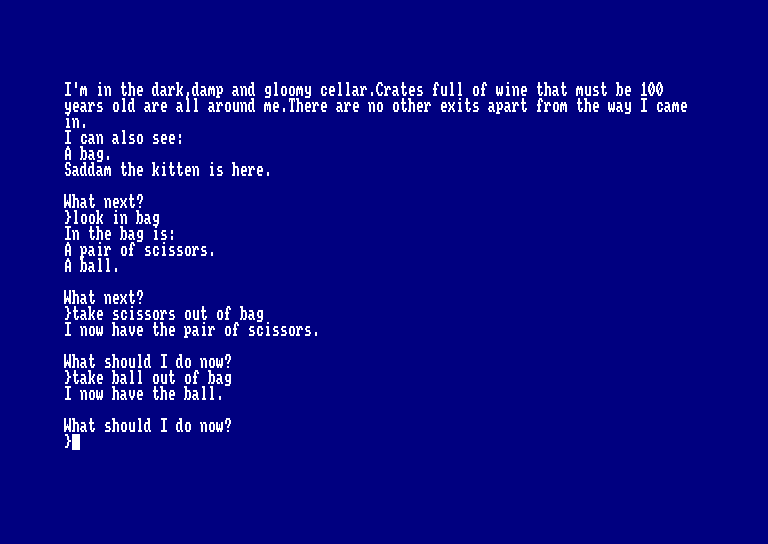 I'm in the dark,damp and gloomy cellar.Crates full of wine that must be 100
years old are all around me.There are no other exits apart from the way I came
in.
I can also see:
A bag.
Saddam the kitten is here.
What next?
}look in bag
In the bag is:
A pair of scissors.
A ball.
What next?
}take scissors out of bag
I now have the pair of scissors.
What should I do now?
}take ball out of bag
I now have the ball.
What should I do now?
}